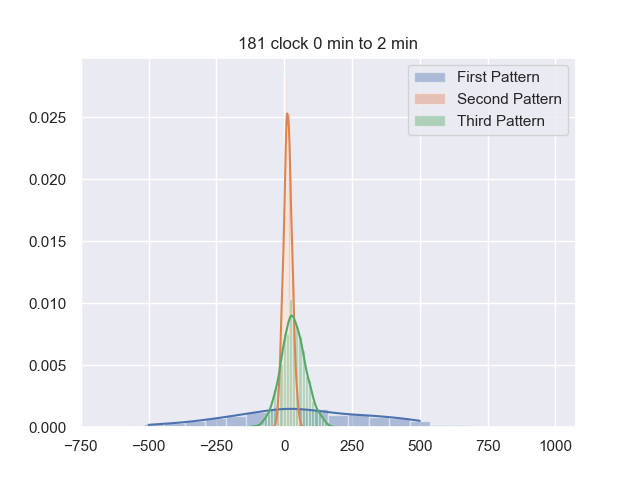 181 clock 0 min to 2 min
First Pattern
Second Pattern
Third Pattern
0.025
0.020
0.015
0.010
0.005
0.000
−750 −500 −250 0 250 500 750 1000